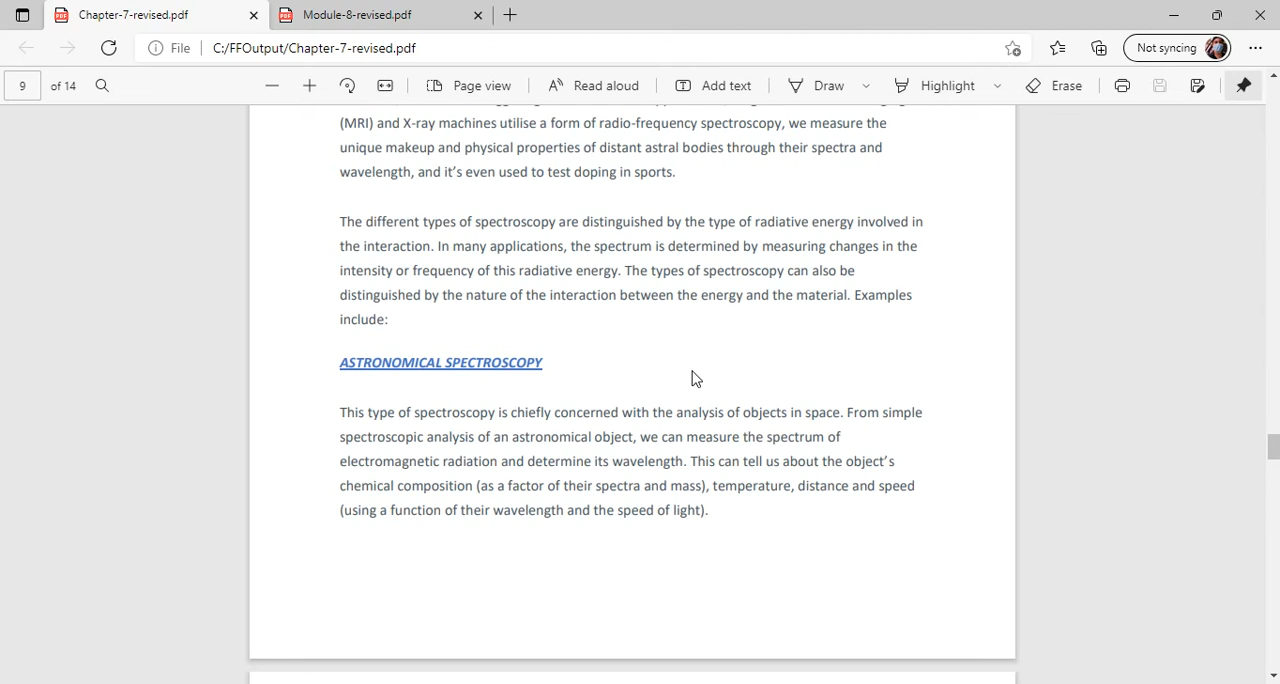 Chapter-7-revised.pdf
Module-8-revised.pdf
File
C:/FFOutput/Chapter-7-revised.pdf
Not syncing
9 of 14
Page view
Read aloud
Add text
Draw
Highlight
Erase
(MRI) and X-ray machines utilise a form of radio-frequency spectroscopy, we measure the
unique makeup and physical properties of distant astral bodies through their spectra and
wavelength, and it's even used to test doping in sports.
The different types of spectroscopy are distinguished by the type of radiative energy involved in
the interaction. In many applications, the spectrum is determined by measuring changes in the
intensity or frequency of this radiative energy. The types of spectroscopy can also be
distinguished by the nature of the interaction between the energy and the material. Examples
include:
ASTRONOMICAL SPECTROSCOPY
This type of spectroscopy is chiefly concerned with the analysis of objects in space. From simple
spectroscopic analysis of an astronomical object, we can measure the spectrum of
electromagnetic radiation and determine its wavelength. This can tell us about the object's
chemical composition (as a factor of their spectra and mass), temperature, distance and speed
(using a function of their wavelength and the speed of light).